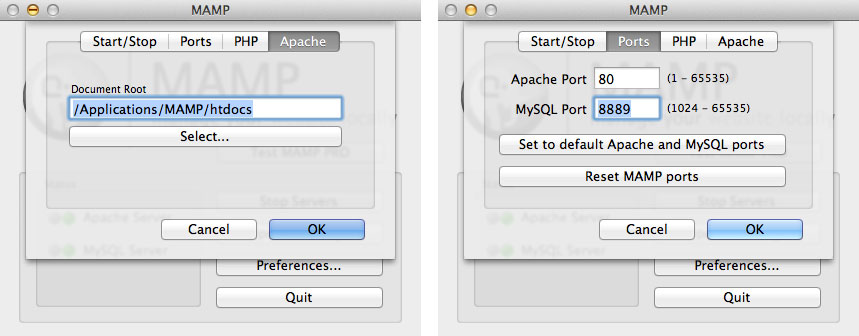 MAMP
Start/Stop Ports PHP Apache
MAMP
Document Root
/Applications/MAMP/htdocs
Select...
Test MAMP PRO
Status
Stop Servers
Apache Server
Cancel OK
MySQL Server
Preferences...
Quit
MAMP
Start/Stop Ports PHP Apache
Apache Port 80 (1 – 65535)
MySQL Port 8889 (1024 – 65535)
Set to default Apache and MySQL ports
Reset MAMP ports
Stop Servers
Apache Server
Cancel OK
MySQL Server
Preferences...
Quit